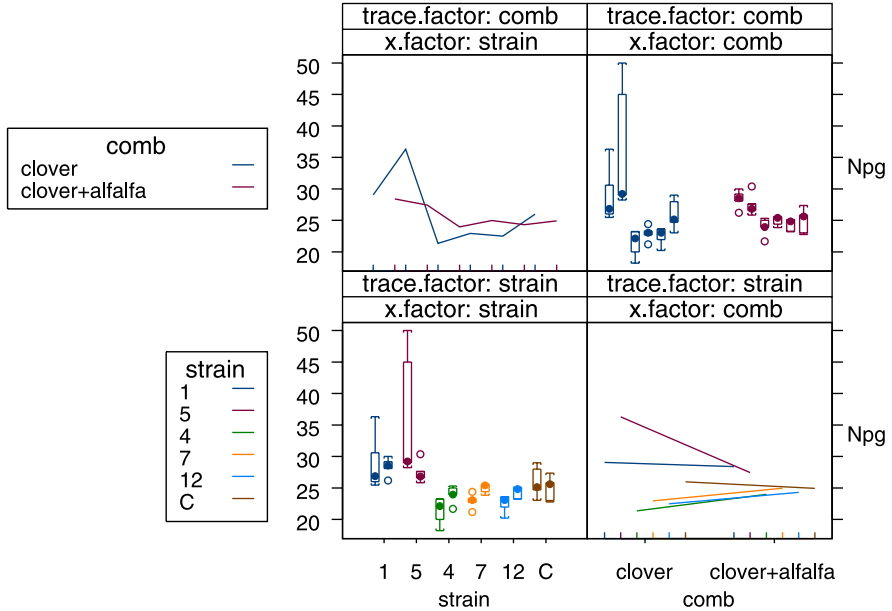 trace.factor: comb
trace.factor: comb
x.factor: strain
x.factor: comb
50
45
40
35
30
25
20
Npg
comb
clover
clover+alfalfa
trace.factor: strain
trace.factor: strain
x.factor: strain
x.factor: comb
50
45
40
35
30
25
20
Npg
strain
1
5
4
7
12
C
1 5 4 7 12 C
clover clover+alfalfa
strain
comb